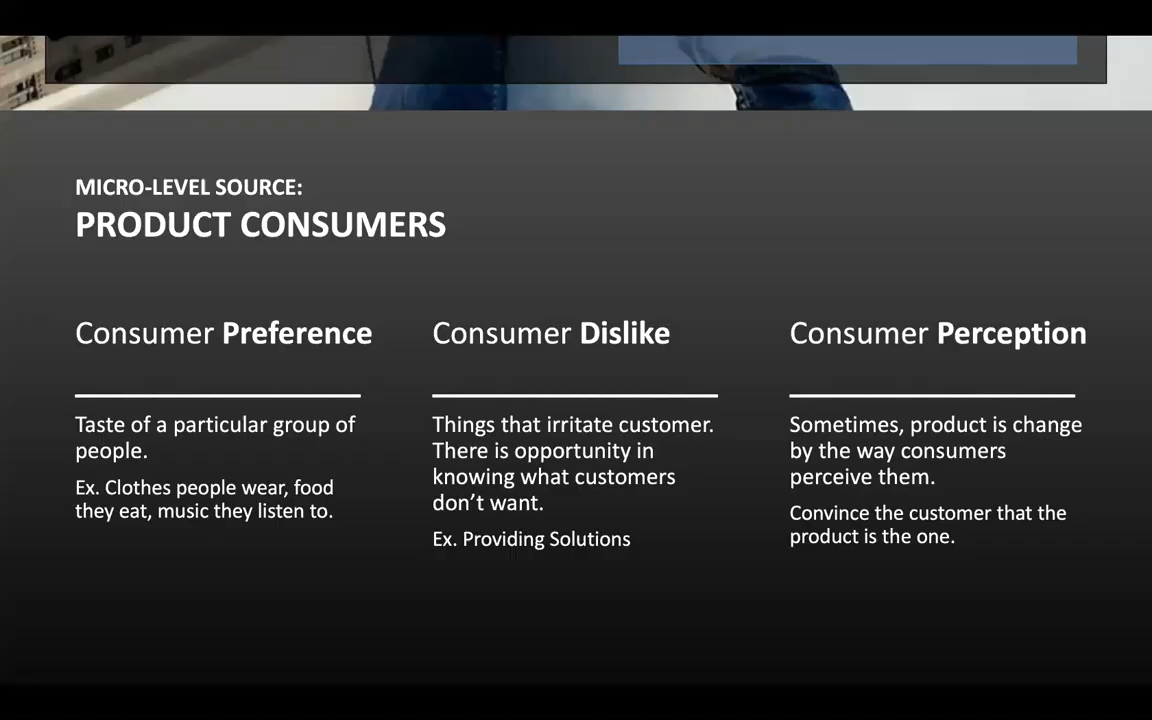 MICRO-LEVEL SOURCE:
PRODUCT CONSUMERS
Consumer Preference
Taste of a particular group of
people.
Ex. Clothes people wear, food
they eat, music they listen to.
Consumer Dislike
Things that irritate customer.
There is opportunity in
knowing what customers
don’t want.
Ex. Providing Solutions
Consumer Perception
Sometimes, product is change
by the way consumers
perceive them.
Convince the customer that the
product is the one.